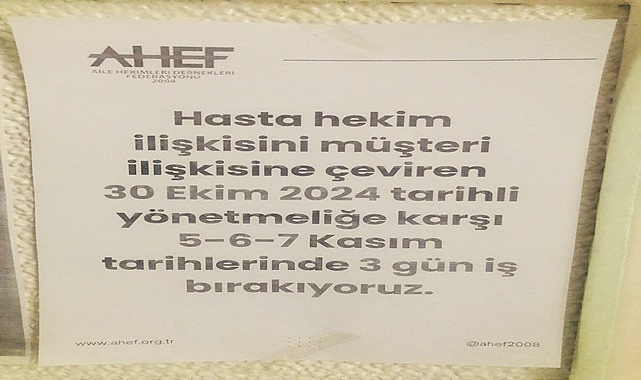 AHEF
AİLE HEKİMLERİ DERNEKLERİ
FEDERASYONU
2008
Hasta hekim
ilişkisini müşteri
ilişkisine çeviren
30 Ekim 2024 tarihli
yönetmeliğe karşı
5-6-7 Kasım
tarihlerinde 3 gün iş
bırakıyoruz.
www.ahef.org.tr
@ahef2008